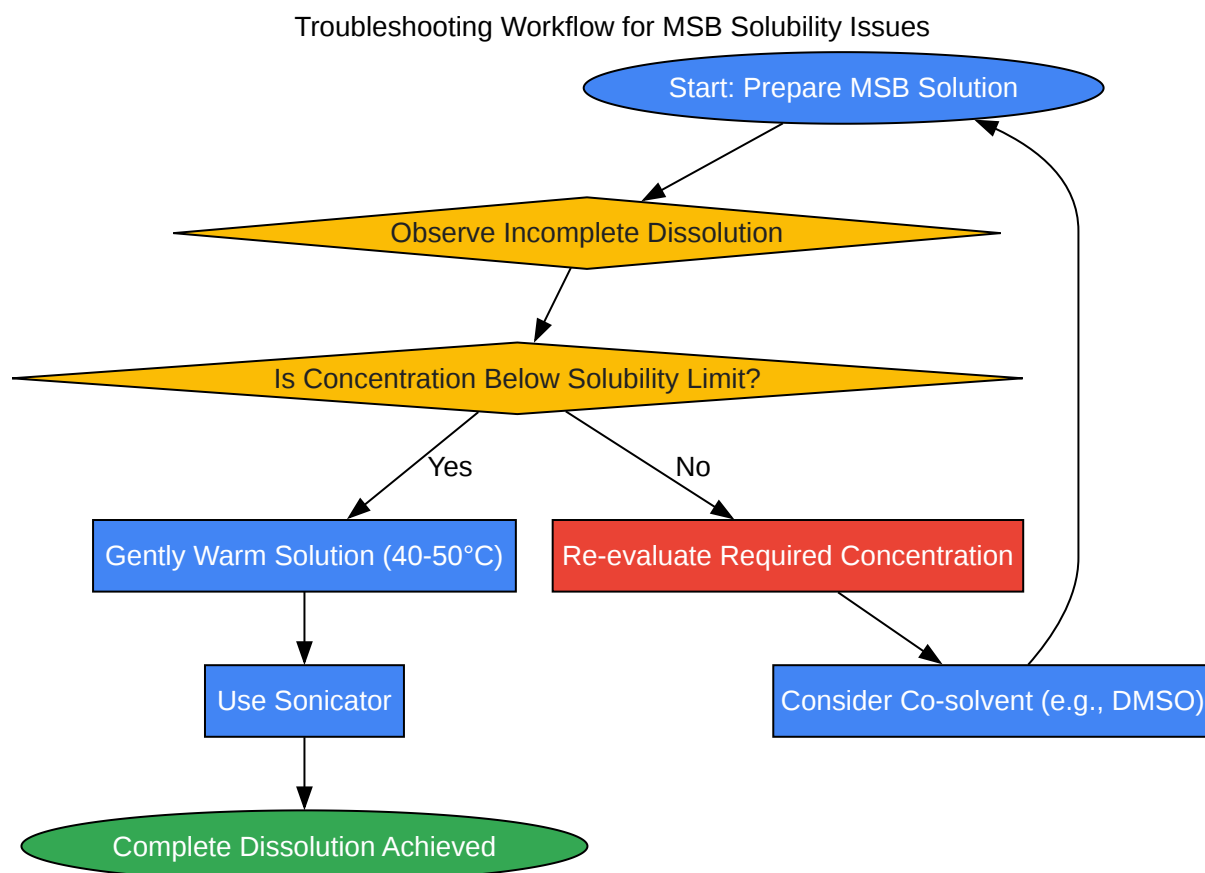 Troubleshooting Workflow for MSB Solubility Issues
Start: Prepare MSB Solution
Observe Incomplete Dissolution
Is Concentration Below Solubility Limit?
Yes
No
Gently Warm Solution (40-50°C)
Re-evaluate Required Concentration
Use Sonicator
Consider Co-solvent (e.g., DMSO)
Complete Dissolution Achieved